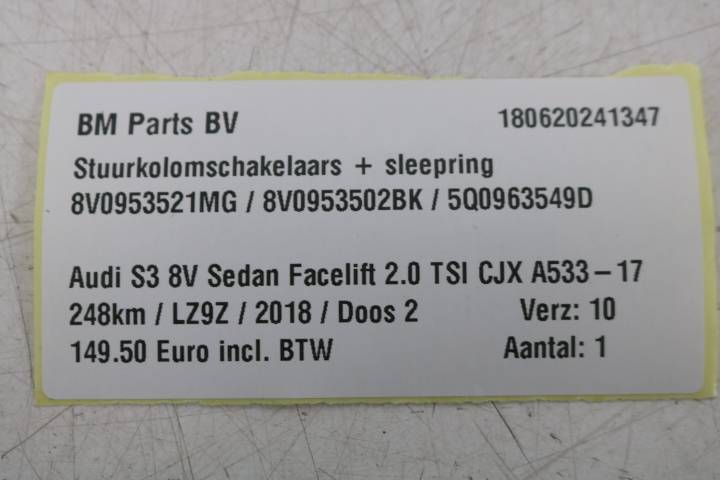 BM Parts BV 180620241347
Stuurkolomschakelaars + sleepring
8V0953521MG / 8V0953502BK / 5Q0963549D
Audi S3 8V Sedan Facelift 2.0 TSI CJX A533-17
248km / LZ9Z / 2018 / Doos 2 Verz: 10
149.50 Euro incl. BTW Aantal: 1